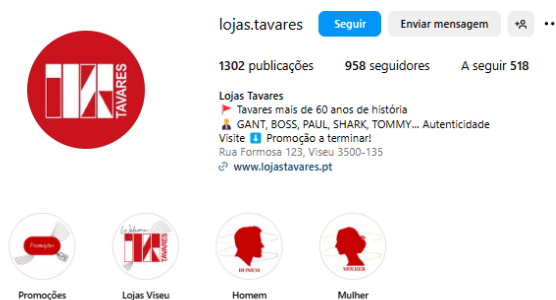 lojas.tavares Seguir Enviar mensagem
1302 publicações 958 seguidores A seguir 518
TAVARES
Lojas Tavares
Tavares mais de 60 anos de história
GANT, BOSS, PAUL, SHARK, TOMMY... Autenticidade
Visite ⬇️ Promoção a terminar!
Rua Formosa 123, Viseu 3500-135
www.lojastavares.pt
Promoções
TAVARES
HOMEM
MULHER
Promoções Lojas Viseu Homem Mulher